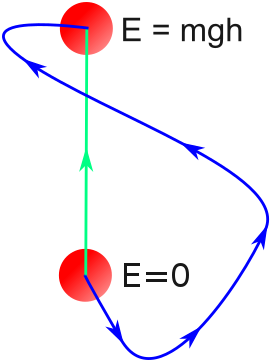 E = mgh
E=0